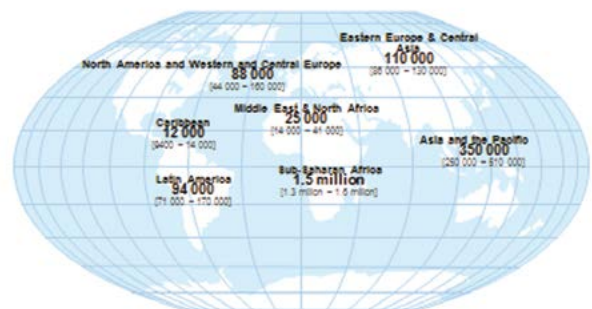 Eastern Europe & Central
Asia
110 000
[86 000 – 130 000]
North America and Western and Central Europe
88 000
[44 000 – 160 000]
Middle East & North Africa
25 000
[14 000 – 41 000]
Caribbean
12 000
[9400 – 14 000]
Asia and the Pacific
350 000
[250 000 – 510 000]
Latin America
94 000
[71 000 – 170 000]
Sub-Saharan Africa
1.5 million
[1.3 million – 1.6 million]